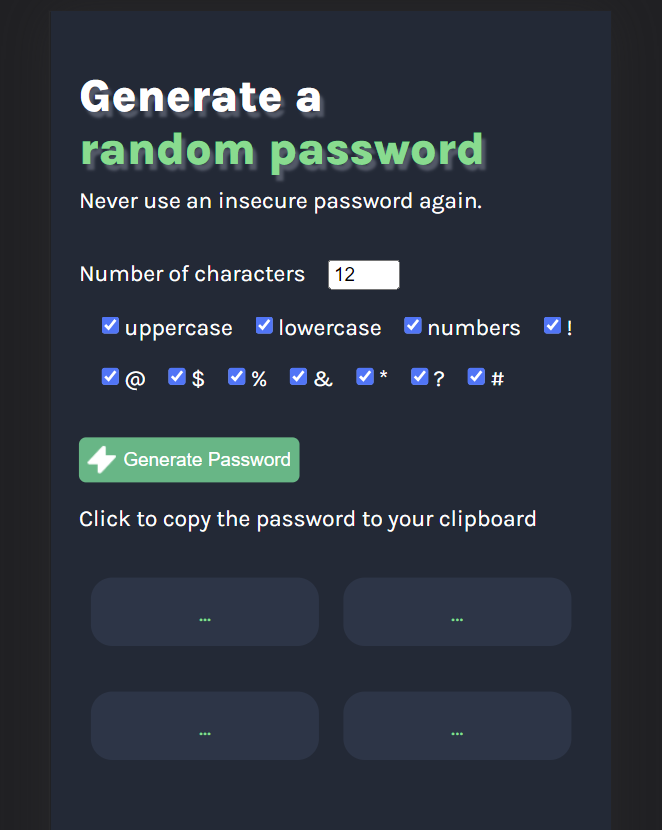 Generate a
random password
Never use an insecure password again.
Number of characters 12
uppercase lowercase numbers !
@ $ % & * ? #
Generate Password
Click to copy the password to your clipboard
... ...
... ...